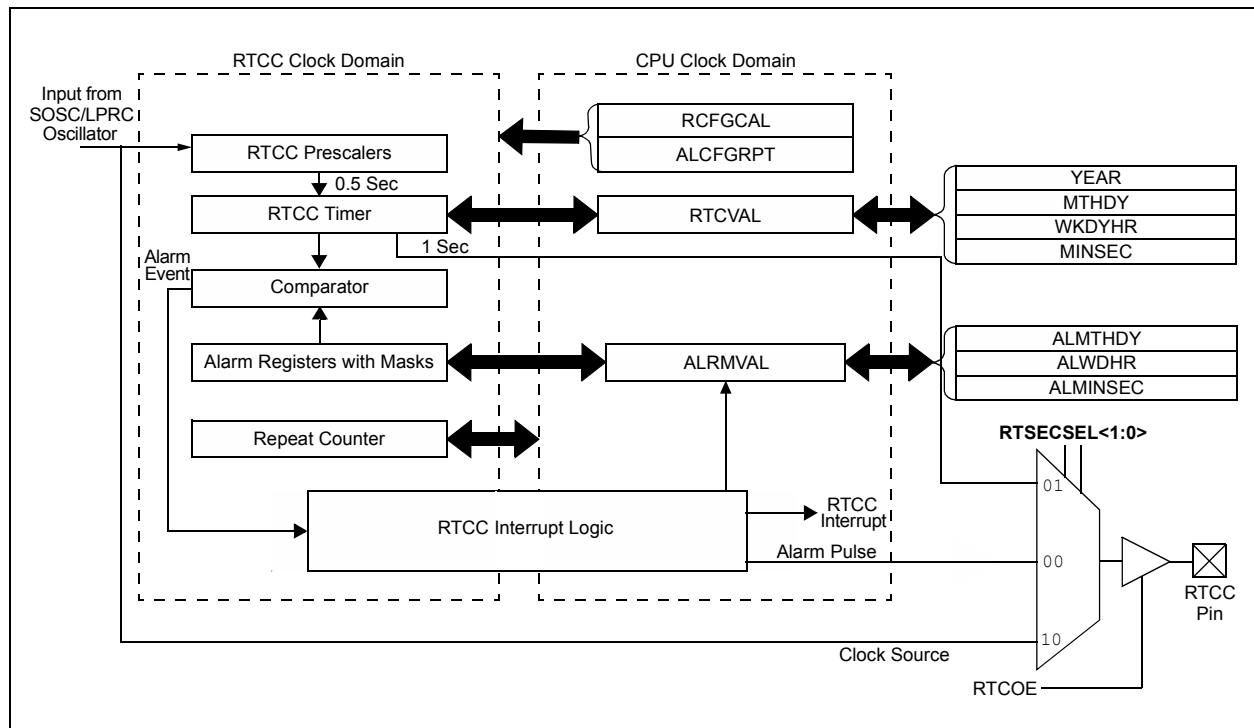 RTCC Clock Domain
CPU Clock Domain
Input from
SOSC/LPRC
Oscillator
RCFGCAL
ALCFGRPT
RTCC Prescalers
0.5 Sec
YEAR
MTHDY
WKDYHR
MINSEC
RTCC Timer
RTCVAL
1 Sec
Alarm
Event
Comparator
Alarm Registers with Masks
ALRMVAL
ALMTHDY
ALWDHR
ALMINSEC
Repeat Counter
RTSECSEL<1:0>
01
RTCC Interrupt Logic
RTCC
Interrupt
Alarm Pulse
00
RTCC
Pin
10
Clock Source
RTCOE